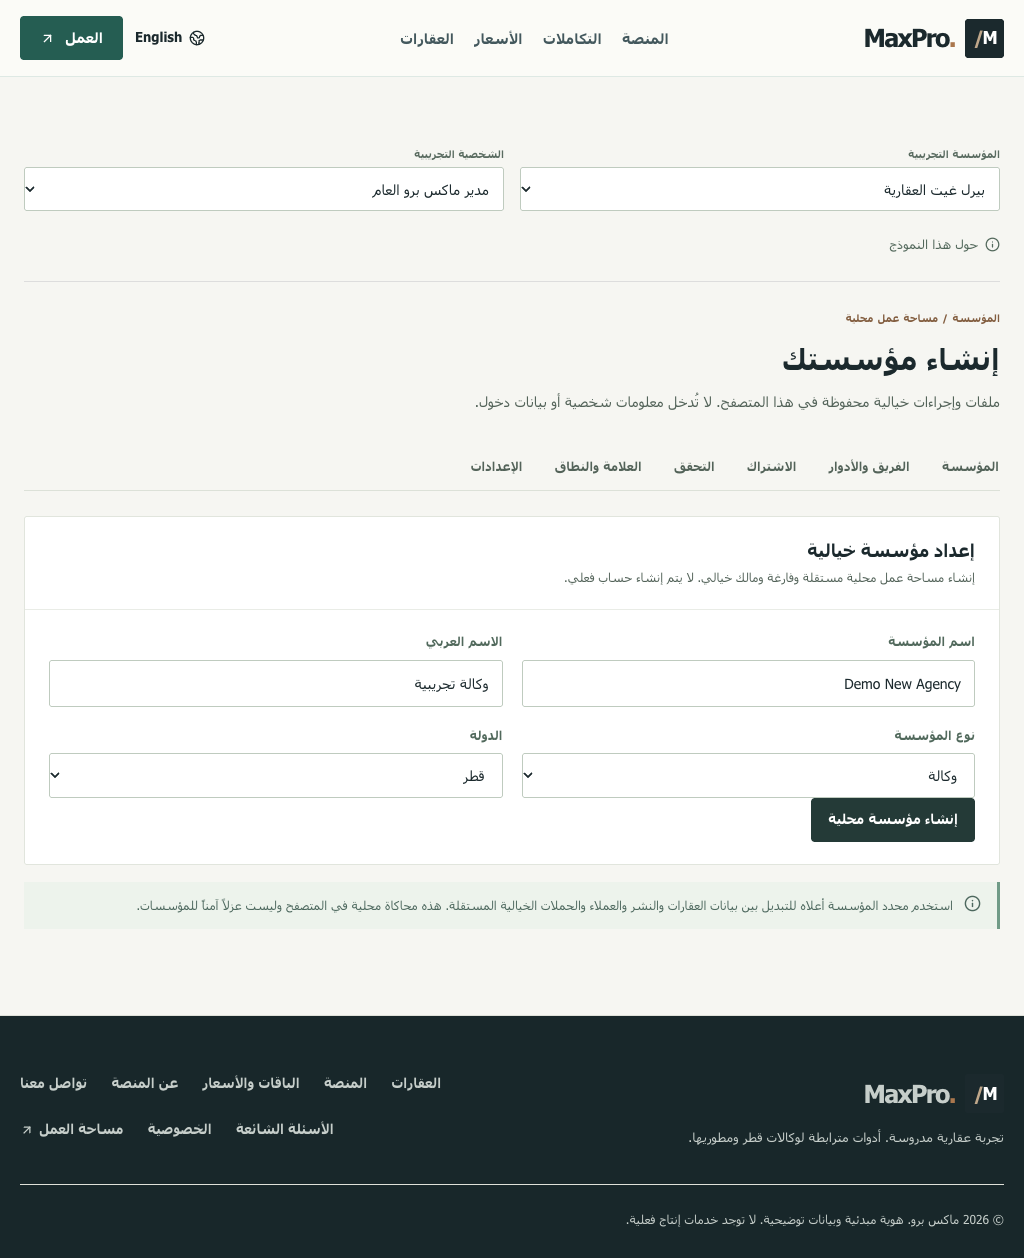 M/ MaxPro.
المنصة
التكاملات
الأسعار
العقارات
English
العمل
المؤسسة التجريبية
الشخصية التجريبية
بيرل غيت العقارية
مدير ماكس برو العام
حول هذا النموذج
المؤسسة / مساحة عمل محلية
إنشاء مؤسستك
ملفات وإجراءات خيالية محفوظة في هذا المتصفح. لا تُدخل معلومات شخصية أو بيانات دخول.
المؤسسة
الفريق والأدوار
الاشتراك
التحقق
العلامة والنطاق
الإعدادات
إعداد مؤسسة خيالية
إنشاء مساحة عمل محلية مستقلة وفارغة ومالك خيالي. لا يتم إنشاء حساب فعلي.
اسم المؤسسة
الاسم العربي
Demo New Agency
وكالة تجريبية
نوع المؤسسة
الدولة
وكالة
قطر
إنشاء مؤسسة محلية
استخدم محدد المؤسسة أعلاه للتبديل بين بيانات العقارات والنشر والعملاء والحملات الخيالية المستقلة. هذه محاكاة محلية في المتصفح وليست عزلاً آمناً للمؤسسات.
M/ MaxPro.
تجربة عقارية مدروسة. أدوات مترابطة لوكالات قطر ومطوريها.
العقارات
المنصة
الباقات والأسعار
عن المنصة
تواصل معنا
الأسئلة الشائعة
الخصوصية
مساحة العمل
© 2026 ماكس برو. هوية مبدئية وبيانات توضيحية. لا توجد خدمات إنتاج فعلية.